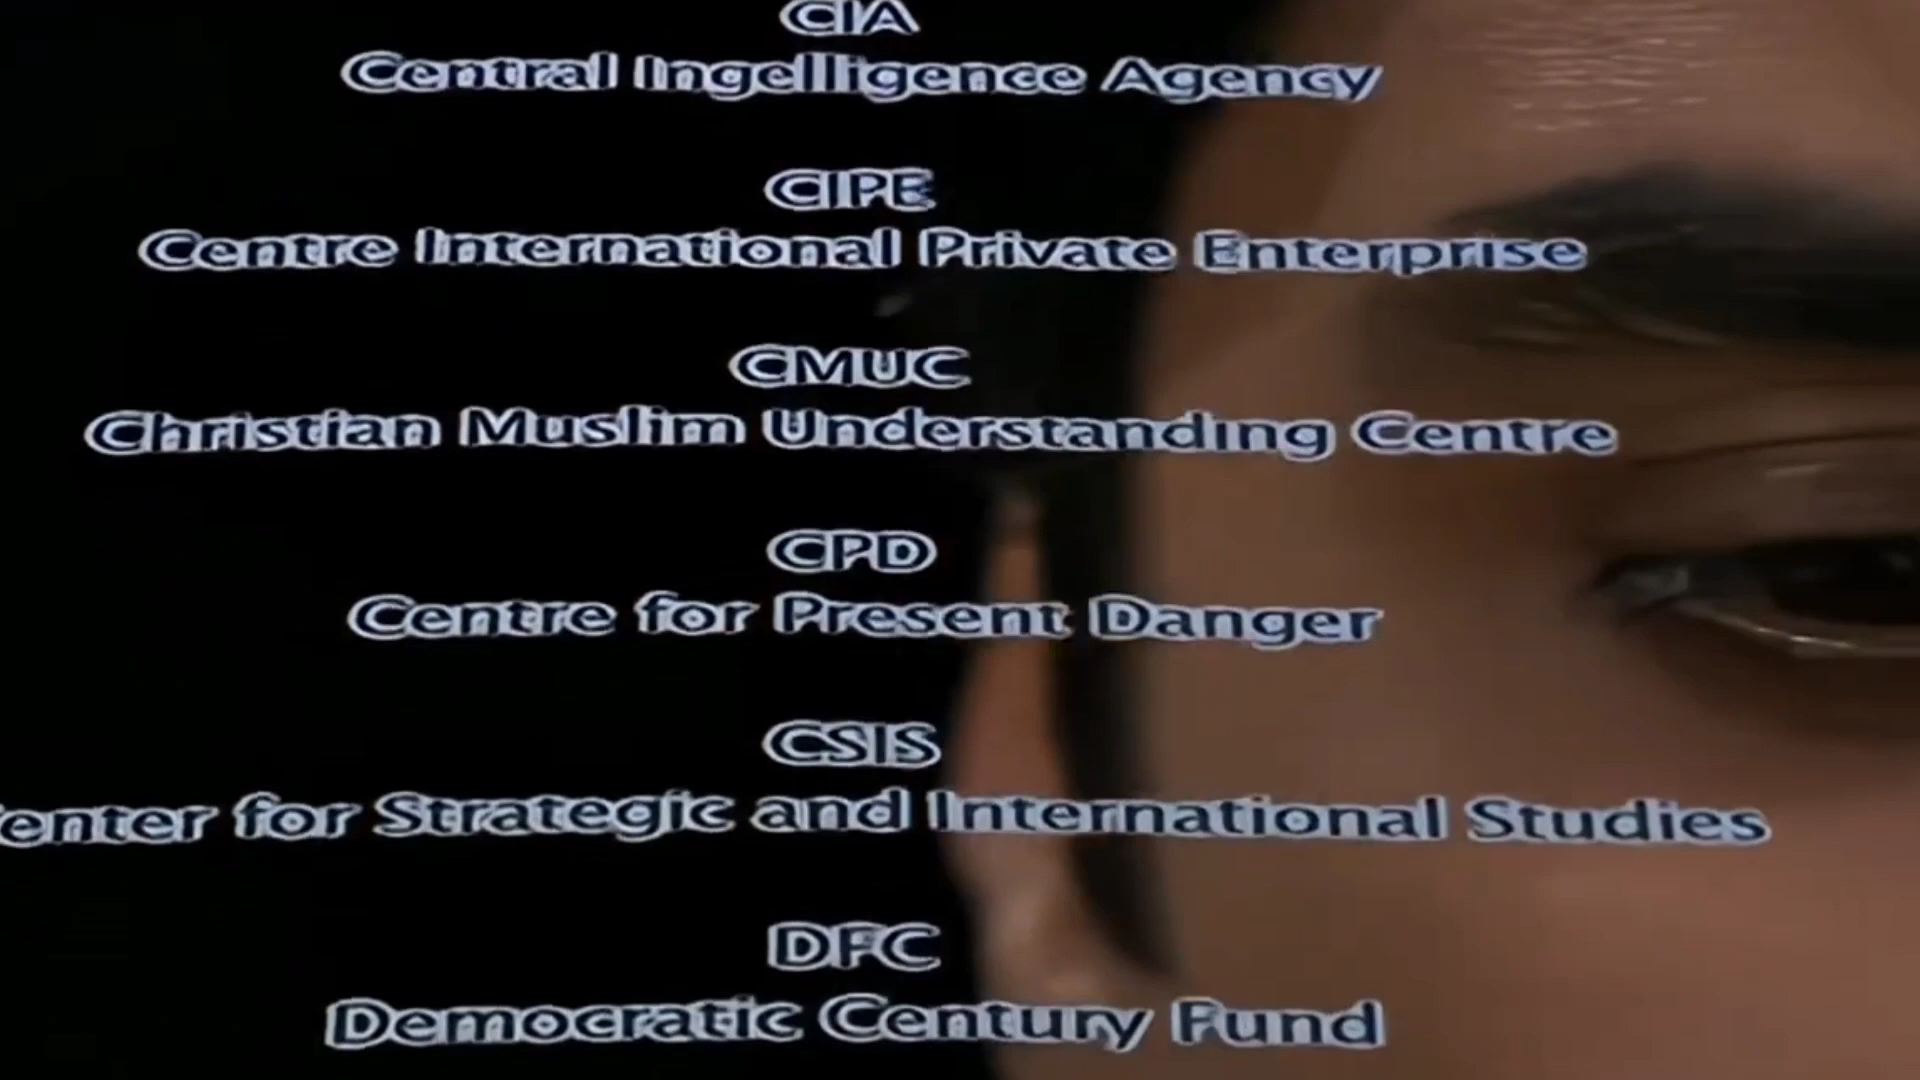 CIA
Central Ingelligence Agency
CIPE
Centre International Private Enterprise
CMUC
Christian Muslim Understanding Centre
CPD
Centre for Present Danger
CSIS
enter for Strategic and International Studies
DFC
Democratic Century Fund